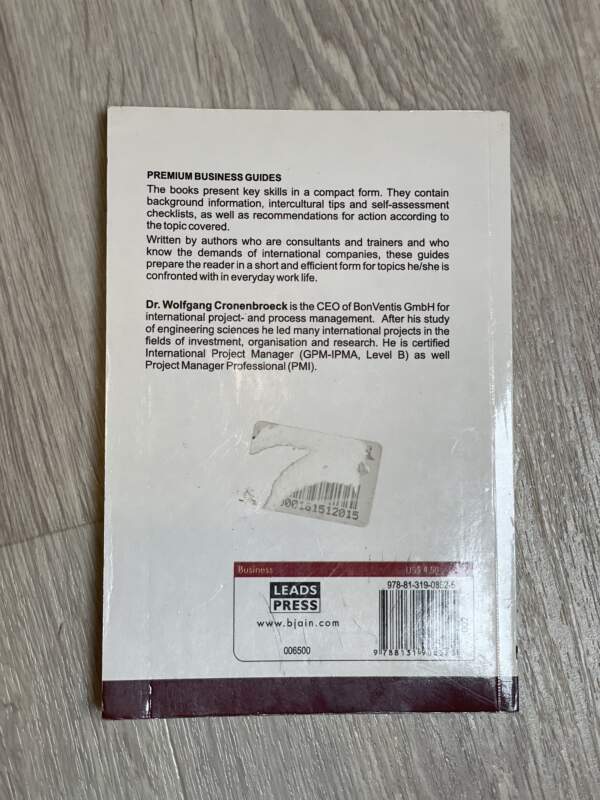 PREMIUM BUSINESS GUIDES
The books present key skills in a compact form. They contain
background information, intercultural tips and self-assessment
checklists, as well as recommendations for action according to
the topic covered.
Written by authors who are consultants and trainers and who
know the demands of international companies, these guides
prepare the reader in a short and efficient form for topics he/she is
confronted with in everyday work life.
Dr. Wolfgang Cronenbroeck is the CEO of BonVentis GmbH for
international project- and process management. After his study
of engineering sciences he led many international projects in the
fields of investment, organisation and research. He is certified
International Project Manager (GPM-IPMA, Level B) as well
Project Manager Professional (PMI).
Business
US$ 4.50
LEADS
PRESS
www.bjain.com
006500